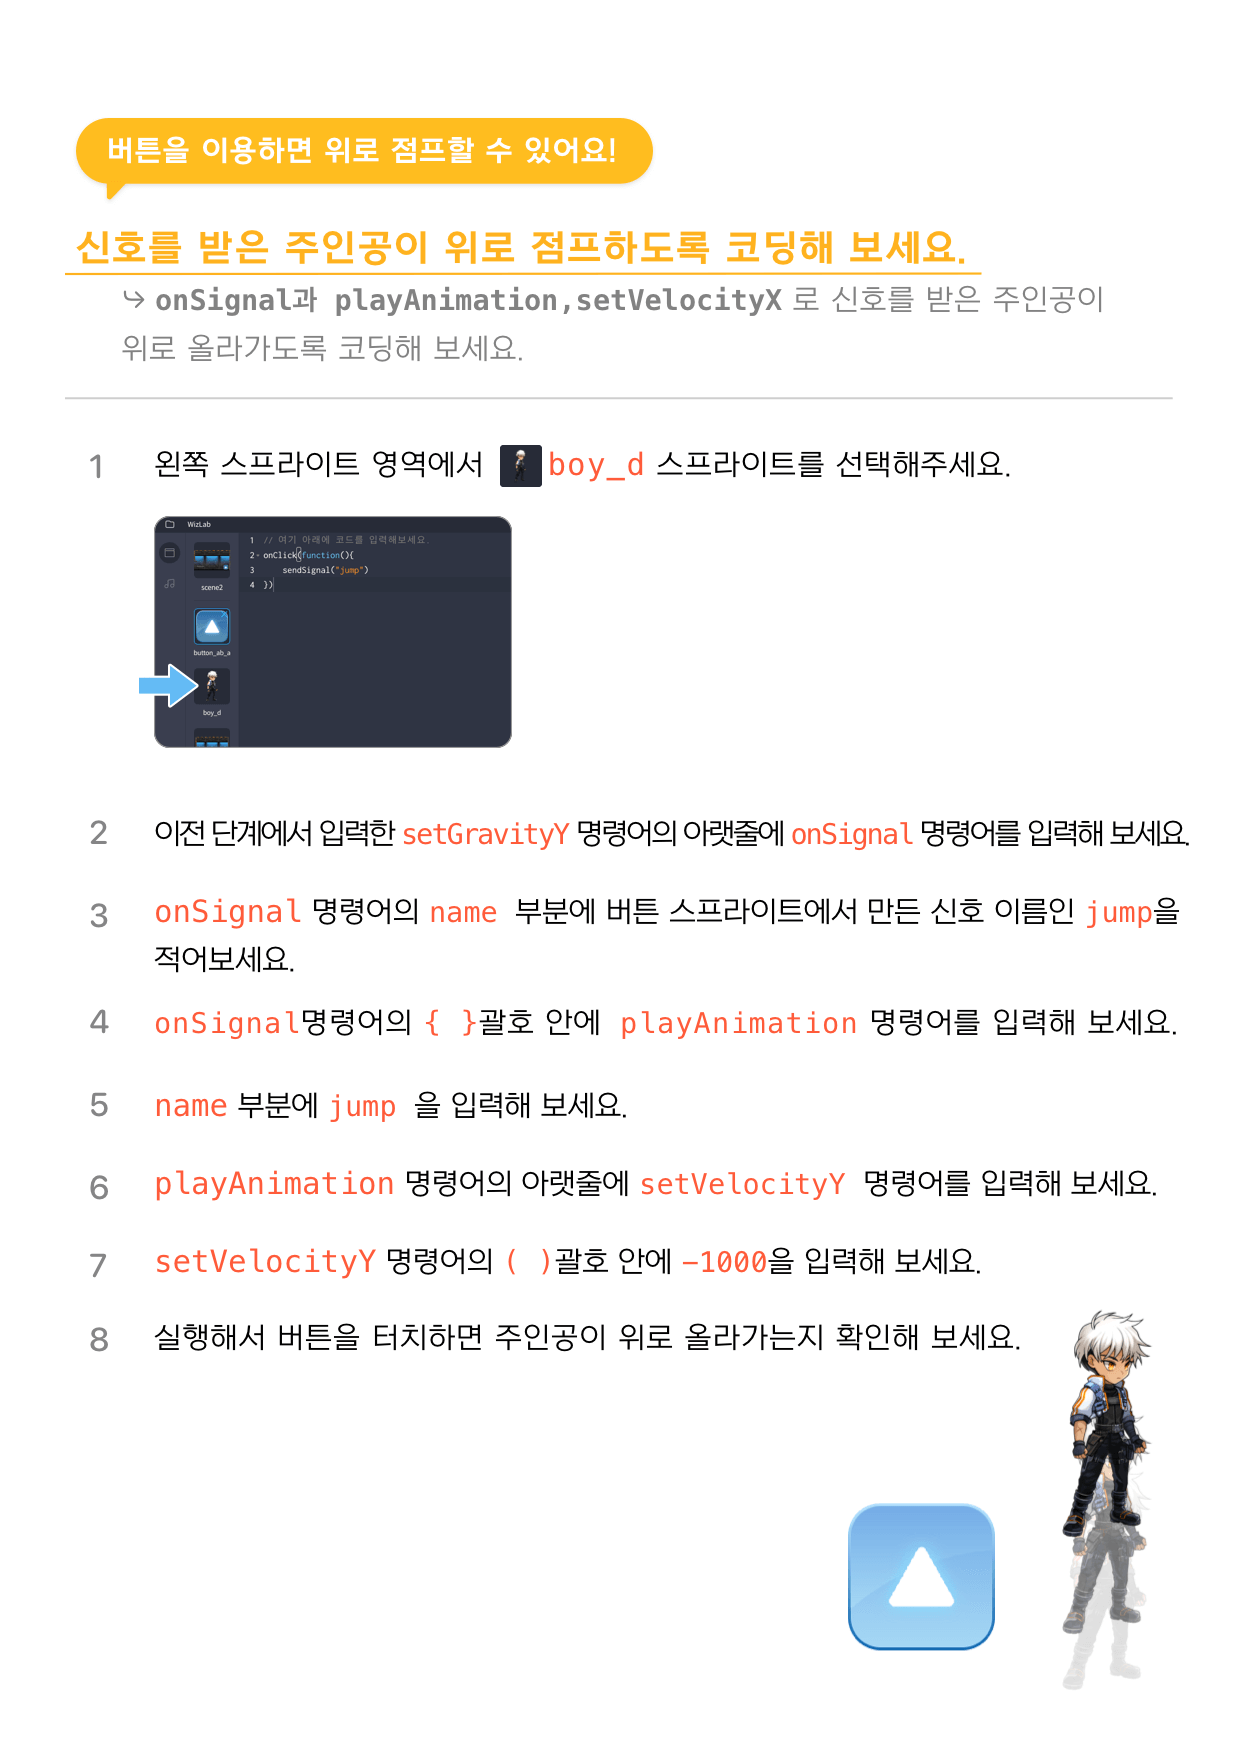 버튼을 이용하면 위로 점프할 수 있어요!
신호를 받은 주인공이 위로 점프하도록 코딩해 보세요.
↪ onSignal과 playAnimation,setVelocityX 로 신호를 받은 주인공이
위로 올라가도록 코딩해 보세요.
1 왼쪽 스프라이트 영역에서 boy_d 스프라이트를 선택해주세요.
WizLab
1 // 여기 아래에 코드를 입력해보세요.
2 onClick(function(){
3 sendSignal("jump")
4 })
scene2
button_ab_a
boy_d
2 이전 단계에서 입력한 setGravityY 명령어의 아랫줄에 onSignal 명령어를 입력해 보세요.
3 onSignal 명령어의 name 부분에 버튼 스프라이트에서 만든 신호 이름인 jump을
적어보세요.
4 onSignal명령어의 { }괄호 안에 playAnimation 명령어를 입력해 보세요.
5 name 부분에 jump 을 입력해 보세요.
6 playAnimation 명령어의 아랫줄에 setVelocityY 명령어를 입력해 보세요.
7 setVelocityY 명령어의 ( )괄호 안에 -1000을 입력해 보세요.
8 실행해서 버튼을 터치하면 주인공이 위로 올라가는지 확인해 보세요.